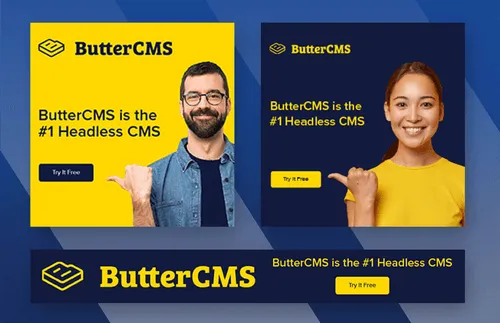 ButterCMS
ButterCMS is the
#1 Headless CMS
Try It Free
ButterCMS
ButterCMS is the
#1 Headless CMS
Try It Free
ButterCMS
ButterCMS is the #1 Headless CMS
Try It Free